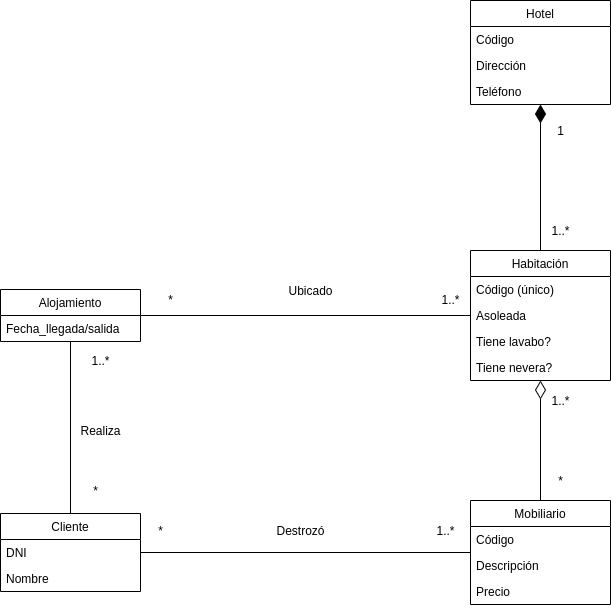 Hotel
Código
Dirección
Teléfono
1
1..*
Habitación
Código (único)
Asoleada
Tiene lavabo?
Tiene nevera?
Ubicado
*
1..*
Alojamiento
Fecha_llegada/salida
1..*
Realiza
*
1..*
*
Cliente
DNI
Nombre
*
Destrozó
1..*
Mobiliario
Código
Descripción
Precio